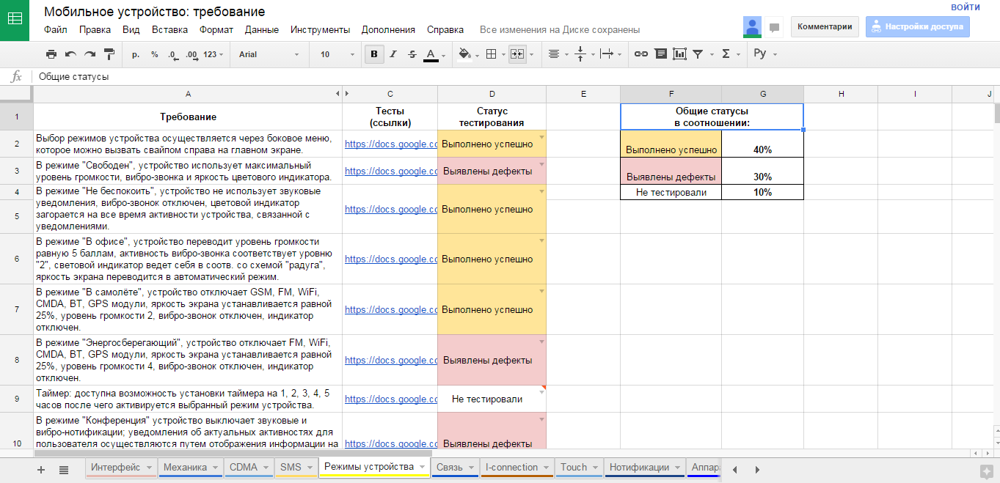 Мобильное устройство: требование
ВОЙТИ
Файл Правка Вид Вставка Формат Данные Инструменты Дополнения Справка Все изменения на Диске сохранены
Комментарии
Настройки доступа
р. % .0 .00 123 Arial 10 B I S A Σ Ру
fx Общие статусы
A C D E F G H I J
1 Требование
Тесты
(ссылки)
Статус
тестирования
Общие статусы
в соотношении:
2 Выбор режимов устройства осуществляется через боковое меню,
которое можно вызвать свайпом справа на главном экране.
https://docs.google.co Выполнено успешно
Выполнено успешно 40%
3 В режиме "Свободен", устройство использует максимальный
уровень громкости, вибро-звонка и яркость цветового индикатора.
https://docs.google.co Выявлены дефекты
Выявлены дефекты 30%
4 В режиме "Не беспокоить", устройство не использует звуковые
уведомления, вибро-звонок отключен, цветовой индикатор
5 загорается на все время активности устройства, связанной с
уведомлениями.
https://docs.google.co Выполнено успешно
Не тестировали 10%
6 В режиме "В офисе", устройство переводит уровень громкости
равную 5 баллам, активность вибро-звонка соответствует уровню
"2", световой индикатор ведет себя в соотв. со схемой "радуга",
яркость экрана переводится в автоматический режим.
https://docs.google.co Выполнено успешно
7 В режиме "В самолёте", устройство отключает GSM, FM, WiFi,
CMDA, BT, GPS модули, яркость экрана устанавливается равной
25%, уровень громкости 2, вибро-звонок отключен, индикатор
отключен.
https://docs.google.co Выполнено успешно
8 В режиме "Энергосберегающий", устройство отключает FM, WiFi,
CMDA, BT, GPS модули, яркость экрана устанавливается равной
25%, уровень громкости 4, вибро-звонок отключен, индикатор
отключен.
https://docs.google.co Выявлены дефекты
9 Таймер: доступна возможность установки таймера на 1, 2, 3, 4, 5
часов после чего активируется выбранный режим устройства.
https://docs.google.co Не тестировали
10 В режиме "Конференция" устройство выключает звуковые и
вибро-нотификации; уведомления об актуальных активностях для
пользователя осуществляются путем отображения информации на
https://docs.google.co Выявлены дефекты
Интерфейс Механика CDMA SMS Режимы устройства Связь I-connection Touch Нотификации Аппар